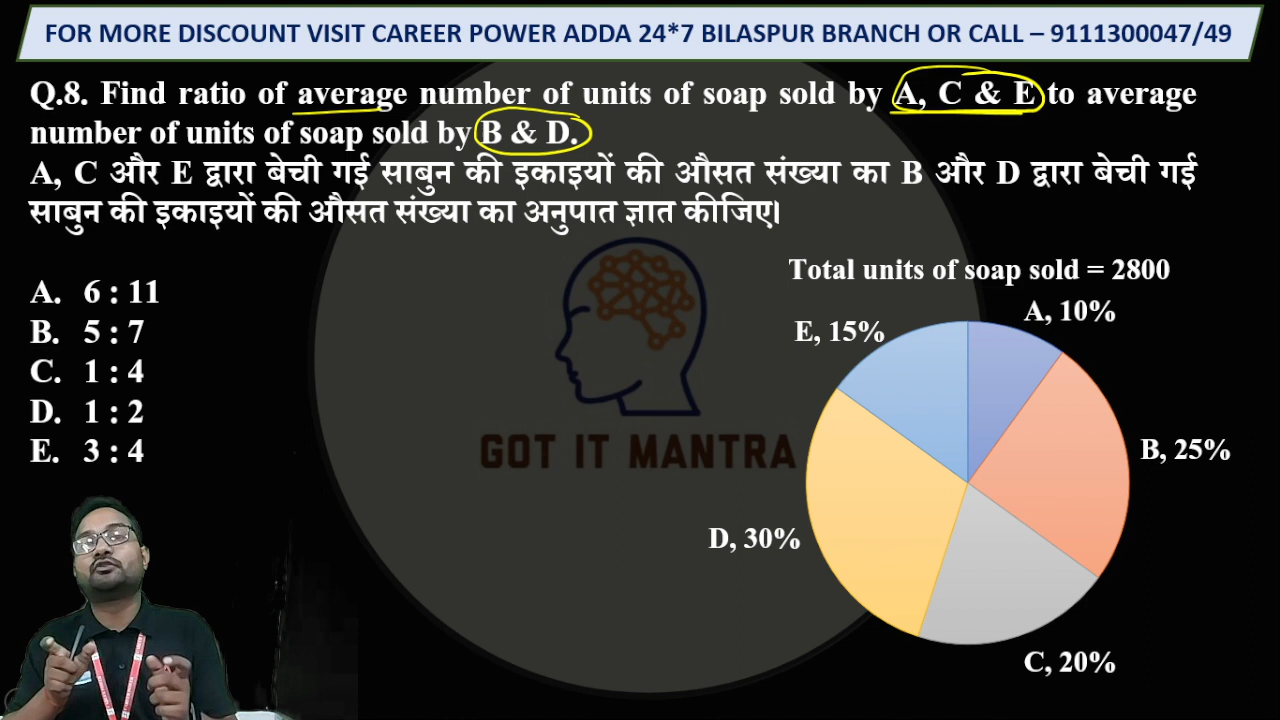 FOR MORE DISCOUNT VISIT CAREER POWER ADDA 24*7 BILASPUR BRANCH OR CALL – 9111300047/49
Q.8. Find ratio of average number of units of soap sold by A, C & E to average
number of units of soap sold by B & D.
A, C और E द्वारा बेची गई साबुन की इकाइयों की औसत संख्या का B और D द्वारा बेची गई
साबुन की इकाइयों की औसत संख्या का अनुपात ज्ञात कीजिए।
Total units of soap sold = 2800
A. 6 : 11
B. 5 : 7
C. 1 : 4
D. 1 : 2
E. 3 : 4
A, 10%
E, 15%
B, 25%
D, 30%
C, 20%
GOT IT MANTRA